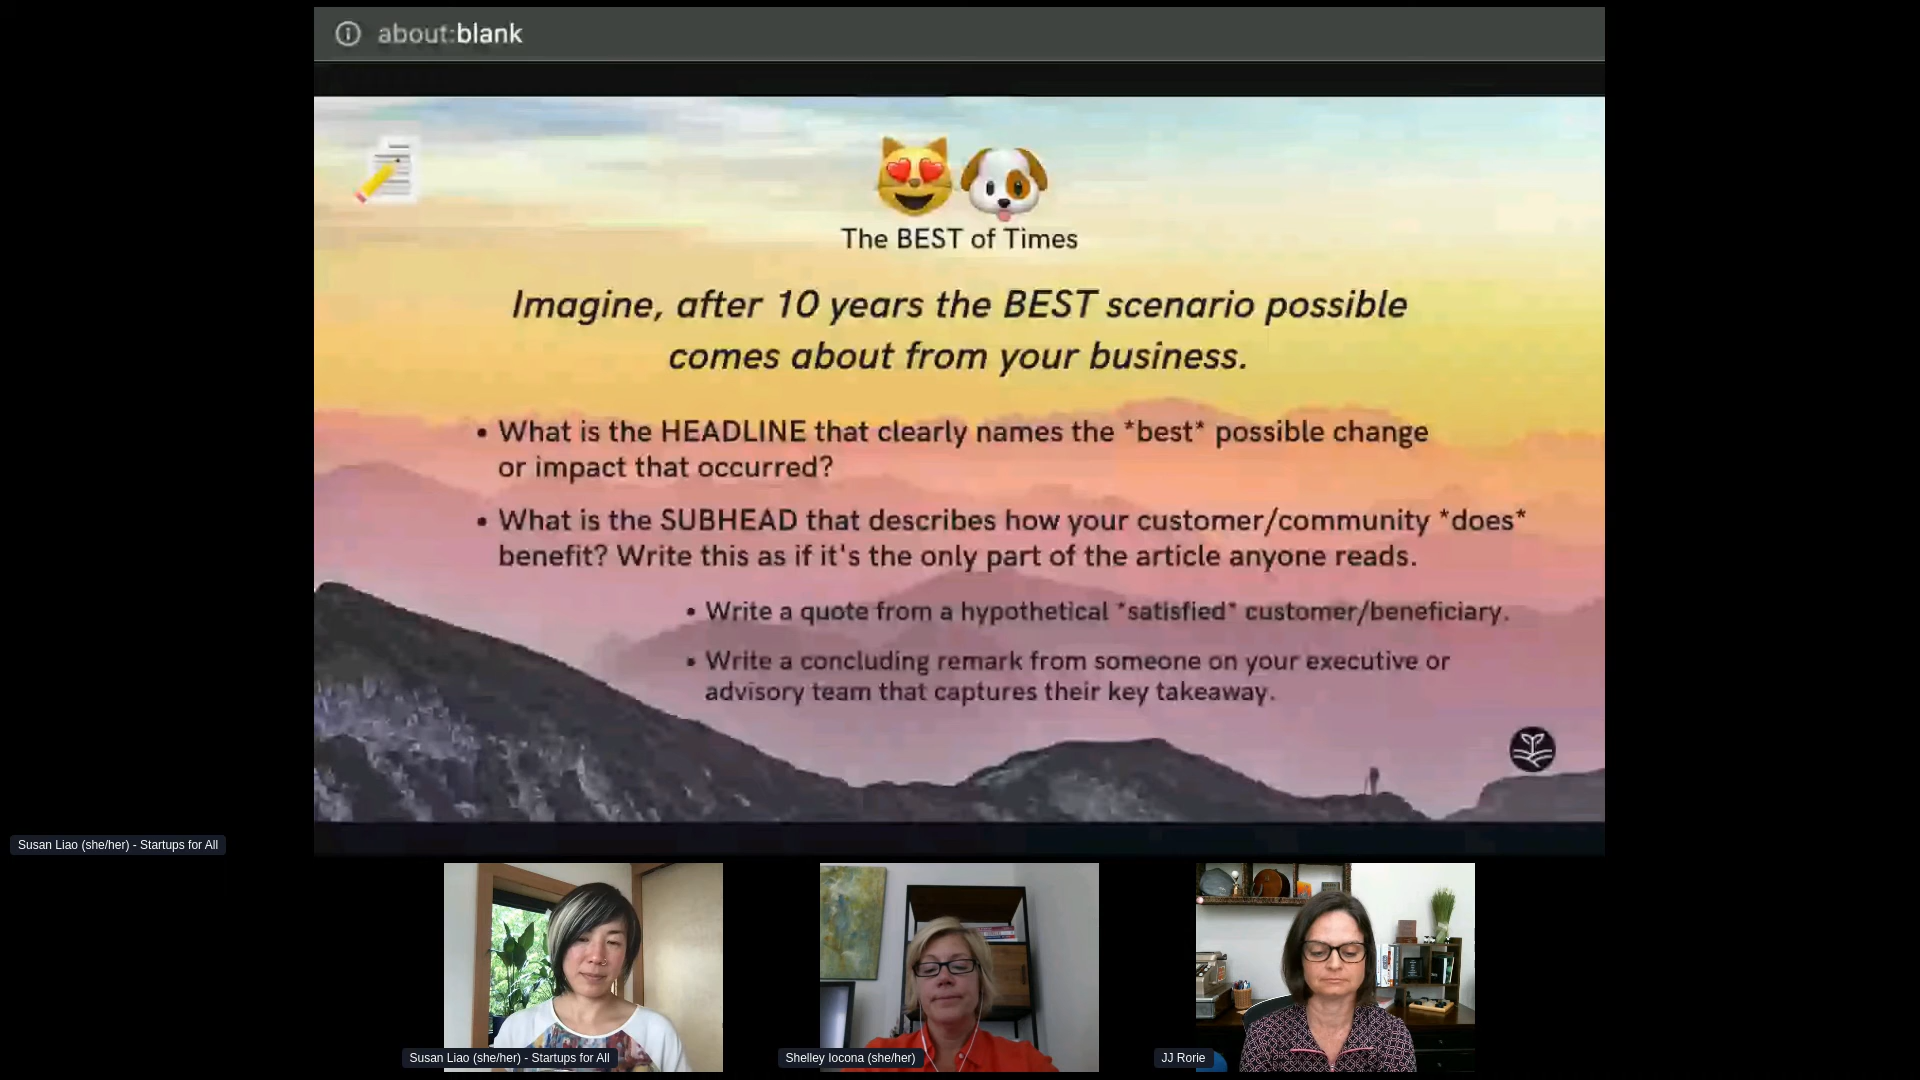 about:blank
The BEST of Times
Imagine, after 10 years the BEST scenario possible
comes about from your business.
• What is the HEADLINE that clearly names the *best* possible change
or impact that occurred?
• What is the SUBHEAD that describes how your customer/community *does*
benefit? Write this as if it's the only part of the article anyone reads.
• Write a quote from a hypothetical *satisfied* customer/beneficiary.
• Write a concluding remark from someone on your executive or
advisory team that captures their key takeaway.
Susan Liao (she/her) - Startups for All
Susan Liao (she/her) - Startups for All
Shelley Iocona (she/her)
JJ Rorie